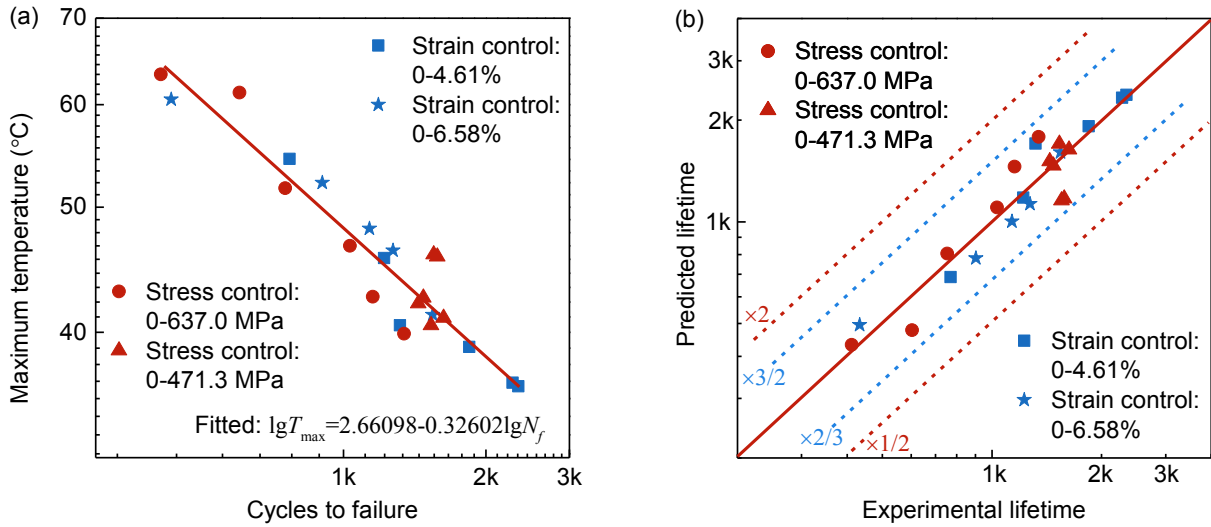 (a)
70
60
50
40
Maximum temperature (°C)
1k
2k
3k
Cycles to failure
Strain control:
0-4.61%
Strain control:
0-6.58%
Stress control:
0-637.0 MPa
Stress control:
0-471.3 MPa
Fitted: lgTmax=2.66098-0.32602lgNf
(b)
3k
2k
1k
Predicted lifetime
1k
2k
3k
Experimental lifetime
Stress control:
0-637.0 MPa
Stress control:
0-471.3 MPa
×2
×3/2
×2/3
×1/2
Strain control:
0-4.61%
Strain control:
0-6.58%